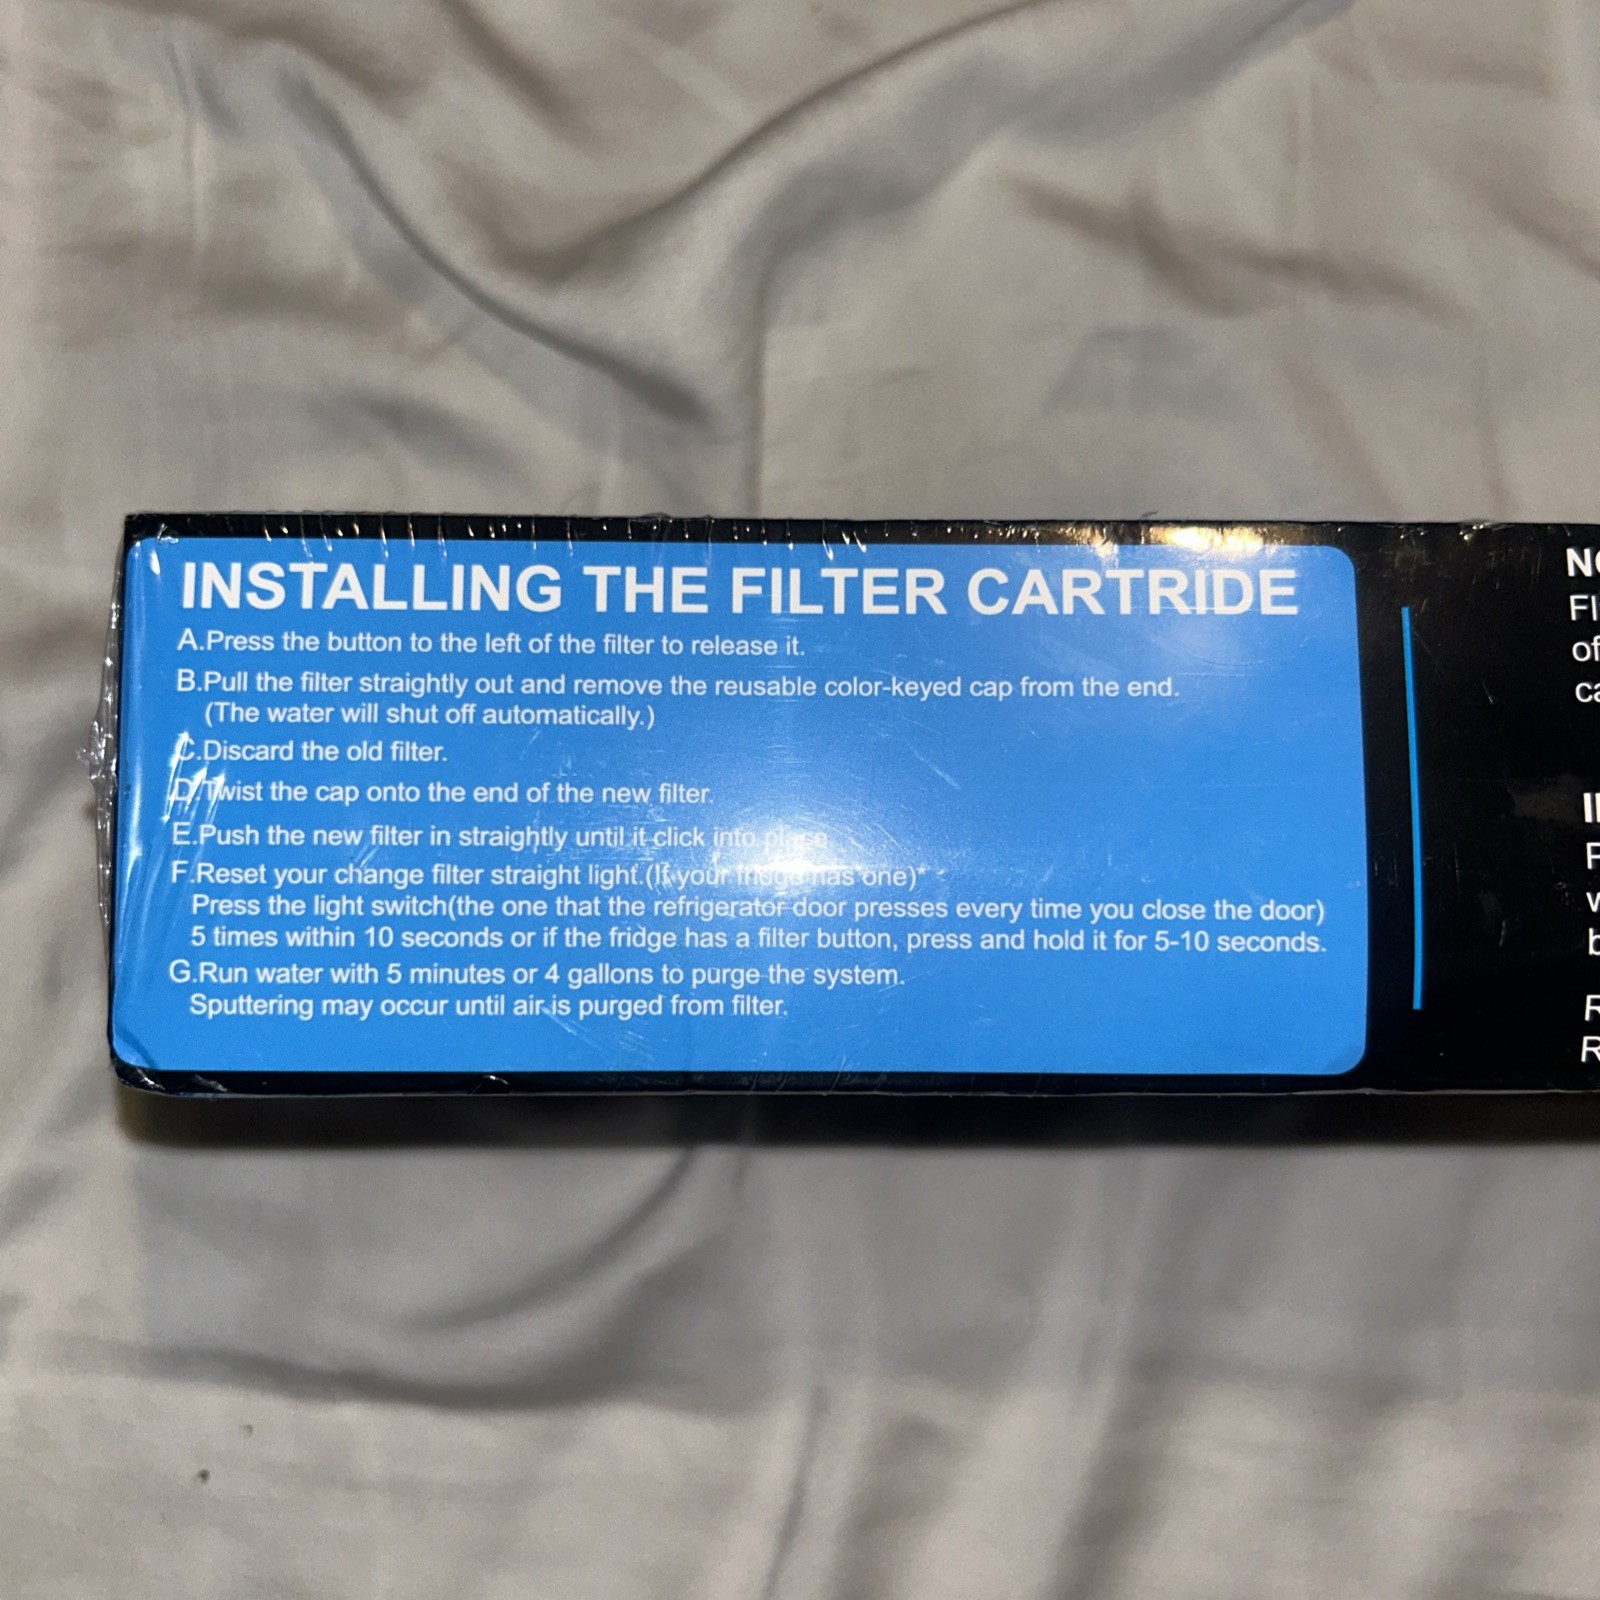 INSTALLING THE FILTER CARTRIDE
A.Press the button to the left of the filter to release it.
B.Pull the filter straightly out and remove the reusable color-keyed cap from the end.
(The water will shut off automatically.)
C.Discard the old filter.
D.Twist the cap onto the end of the new filter.
E.Push the new filter in straightly until it click into place
F.Reset your change filter straight light.(If your fridge has one)*
Press the light switch(the one that the refrigerator door presses every time you close the door)
5 times within 10 seconds or if the fridge has a filter button, press and hold it for 5-10 seconds.
G.Run water with 5 minutes or 4 gallons to purge the system.
Sputtering may occur until air is purged from filter.
of